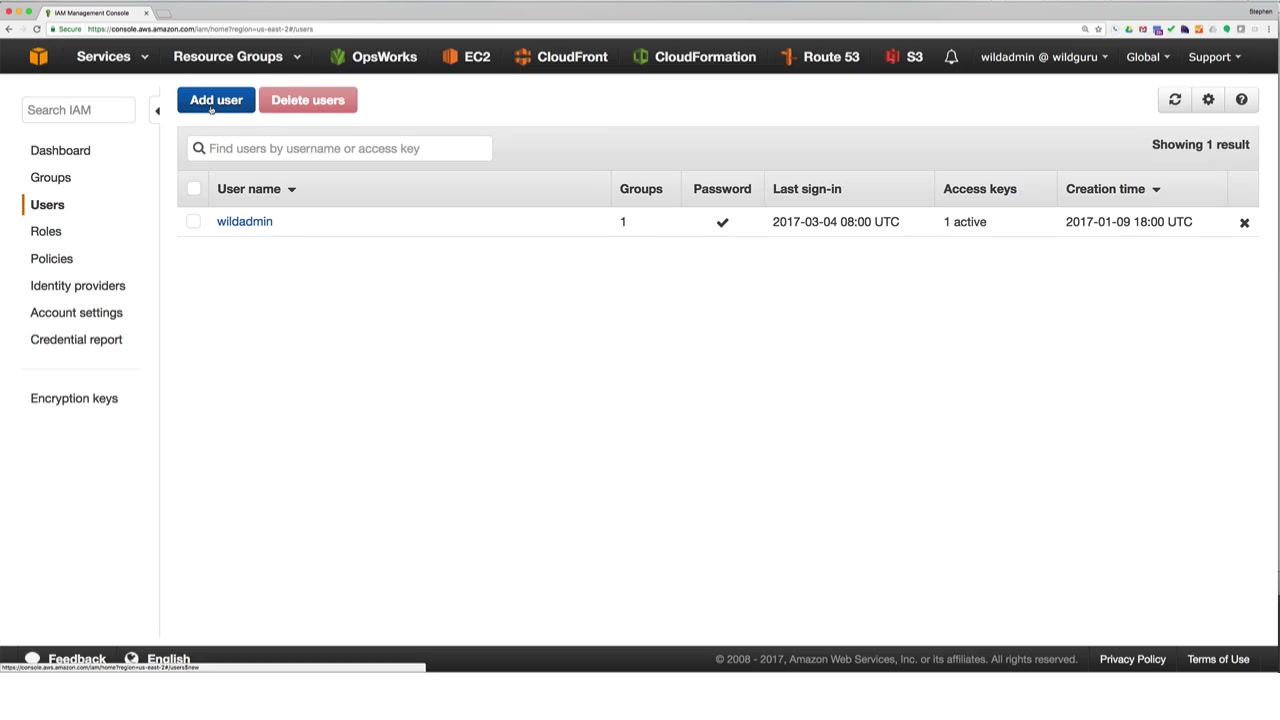 IAM Management Console
Stephen
Secure https://console.aws.amazon.com/iam/home?region=us-east-2#/users
Services Resource Groups OpsWorks EC2 CloudFront CloudFormation Route 53 S3 wildadmin @ wildguru Global Support
Search IAM
Add user Delete users
Find users by username or access key
Showing 1 result
Dashboard
Groups
Users
Roles
Policies
Identity providers
Account settings
Credential report
Encryption keys
User name Groups Password Last sign-in Access keys Creation time
wildadmin 1 2017-03-04 08:00 UTC 1 active 2017-01-09 18:00 UTC
Feedback English
© 2008 - 2017, Amazon Web Services, Inc. or its affiliates. All rights reserved. Privacy Policy Terms of Use
https://console.aws.amazon.com/iam/home?region=us-east-2#/users$new